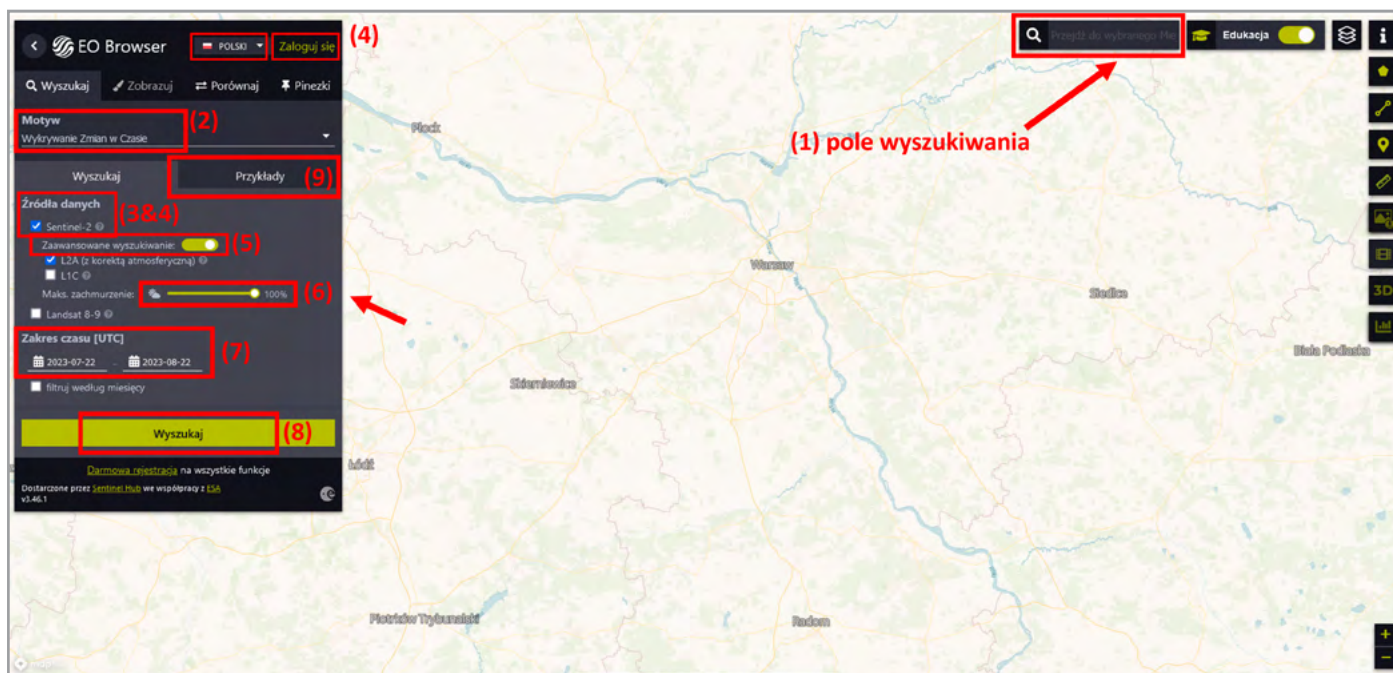 EO Browser
POLSKI
Zaloguj się
(4)
Przejdź do wybranego
Edukacja
Wyszukaj
Zobrazuj
Porównaj
Pinezki
3D
Motyw
(2)
Wykrywanie Zmian w Czasie
(1) pole wyszukiwania
Wyszukaj
Przykłady
(9)
Źródła danych
(3&4)
Sentinel-2
Zaawansowane wyszukiwanie:
(5)
L2A (z korektą atmosferyczną)
L1C
Maks. zachmurzenie:
100%
(6)
Landsat 8-9
Zakres czasu [UTC]
2023-07-22 - 2023-08-22
(7)
filtruj według miesięcy
Wyszukaj
(8)
Darmowa rejestracja na wszystkie funkcje
Dostarczone przez Sentinel Hub we współpracy z ESA
v3.46.1
Płock
Warsaw
Siedlce
Biała Podlaska
Skierniewice
Łódź
Piotrków Trybunalski
Radom